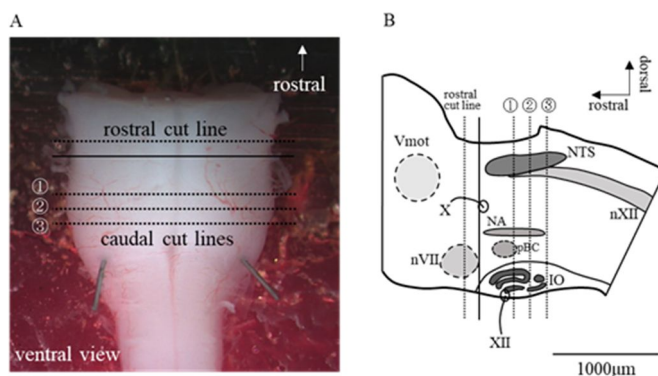 A
rostral
rostral cut line
①
②
③
caudal cut lines
ventral view
B
dorsal
rostral
rostral
cut line
① ② ③
Vmot
NTS
X
nXII
NA
pBC
nVII
IO
XII
1000μm